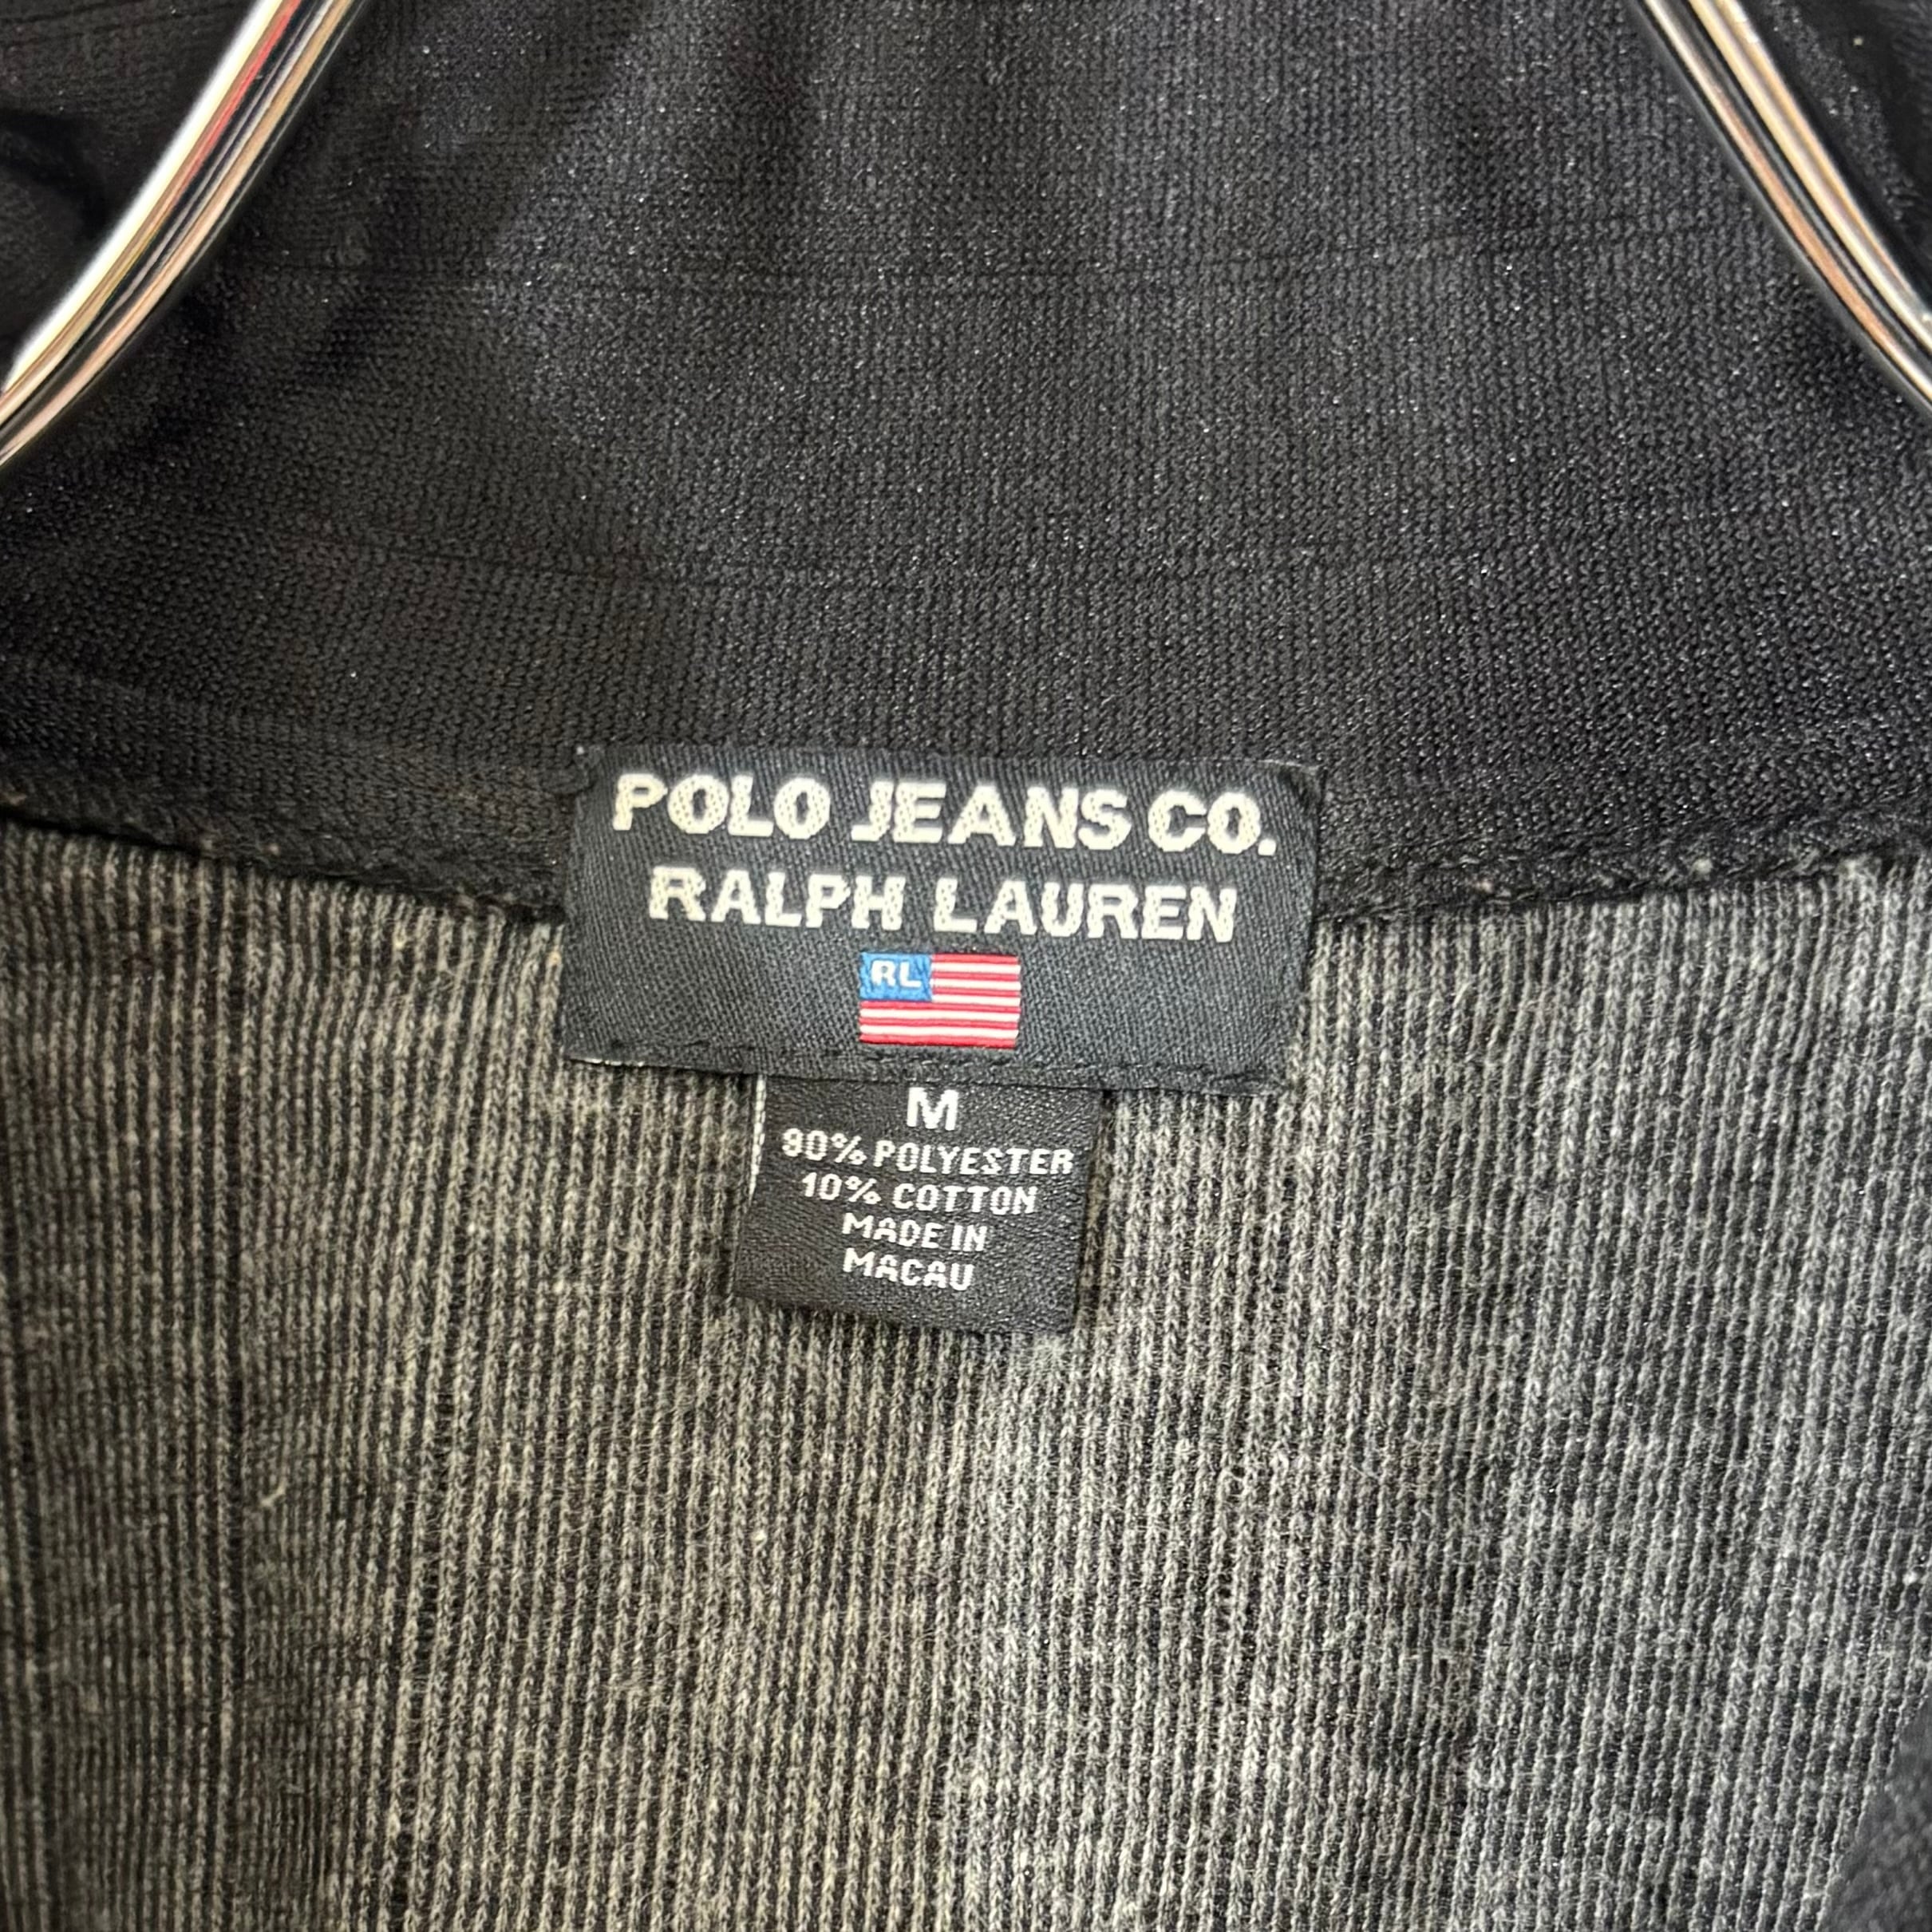 POLO JEANS CO.
RALPH LAUREN
RL
M
90% POLYESTER
10% COTTON
MADE IN
MACAU